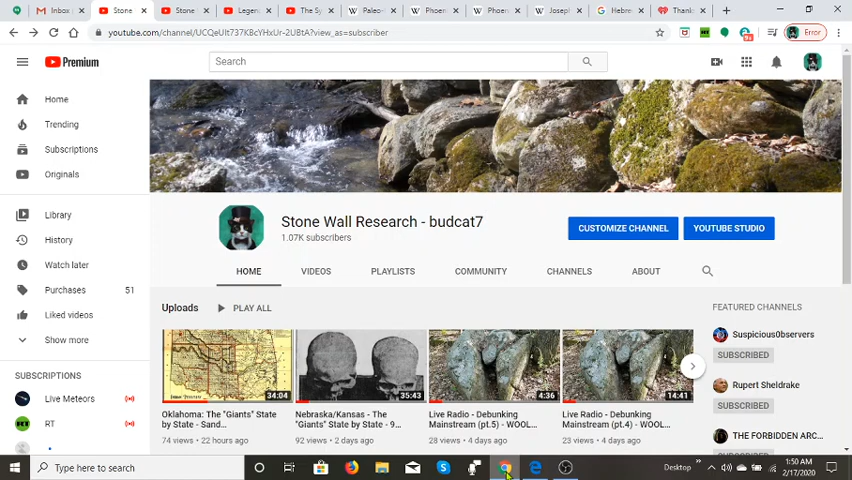 Inbox
Stone
Stone
Legen
The Sy
Paleo-
Phoen
Phoen
Joseph
Hebre
Thank
youtube.com/channel/UCQeUIt737KBcYHxUr-2UBtA?view_as=subscriber
9+
Error
Premium
Search
Home
Trending
Subscriptions
Originals
Library
History
Watch later
Purchases 51
Liked videos
Show more
SUBSCRIPTIONS
Live Meteors
RT
Stone Wall Research - budcat7
1.07K subscribers
CUSTOMIZE CHANNEL
YOUTUBE STUDIO
HOME
VIDEOS
PLAYLISTS
COMMUNITY
CHANNELS
ABOUT
Uploads
PLAY ALL
34:04
35:43
4:36
14:41
Oklahoma: The "Giants" State
by State - Sand...
74 views • 22 hours ago
Nebraska/Kansas - The
"Giants" State by State - 9...
92 views • 2 days ago
Live Radio - Debunking
Mainstream (pt.5) - WOOL...
28 views • 4 days ago
Live Radio - Debunking
Mainstream (pt.4) - WOOL...
23 views • 4 days ago
FEATURED CHANNELS
Suspicious0bservers
SUBSCRIBED
Rupert Sheldrake
SUBSCRIBED
THE FORBIDDEN ARC...
SUBSCRIBED
Type here to search
Desktop
1:50 AM
2/17/2020